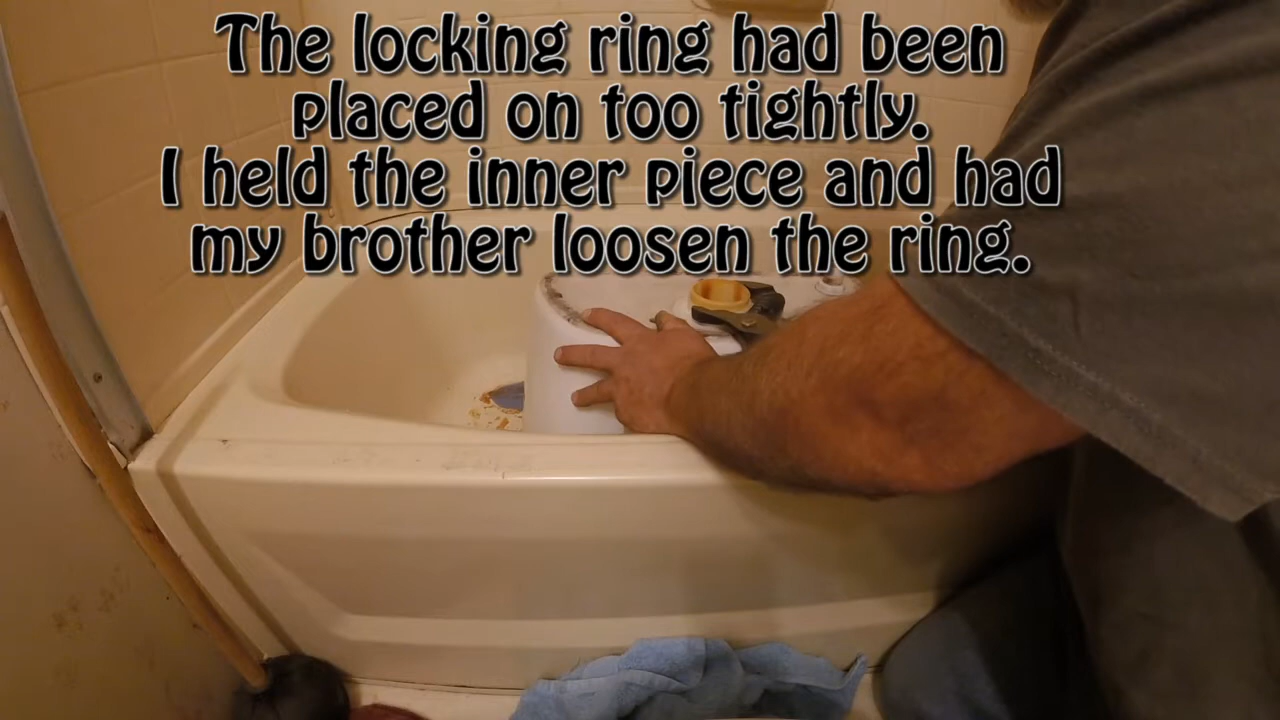 The locking ring had been
placed on too tightly.
I held the inner piece and had
my brother loosen the ring.